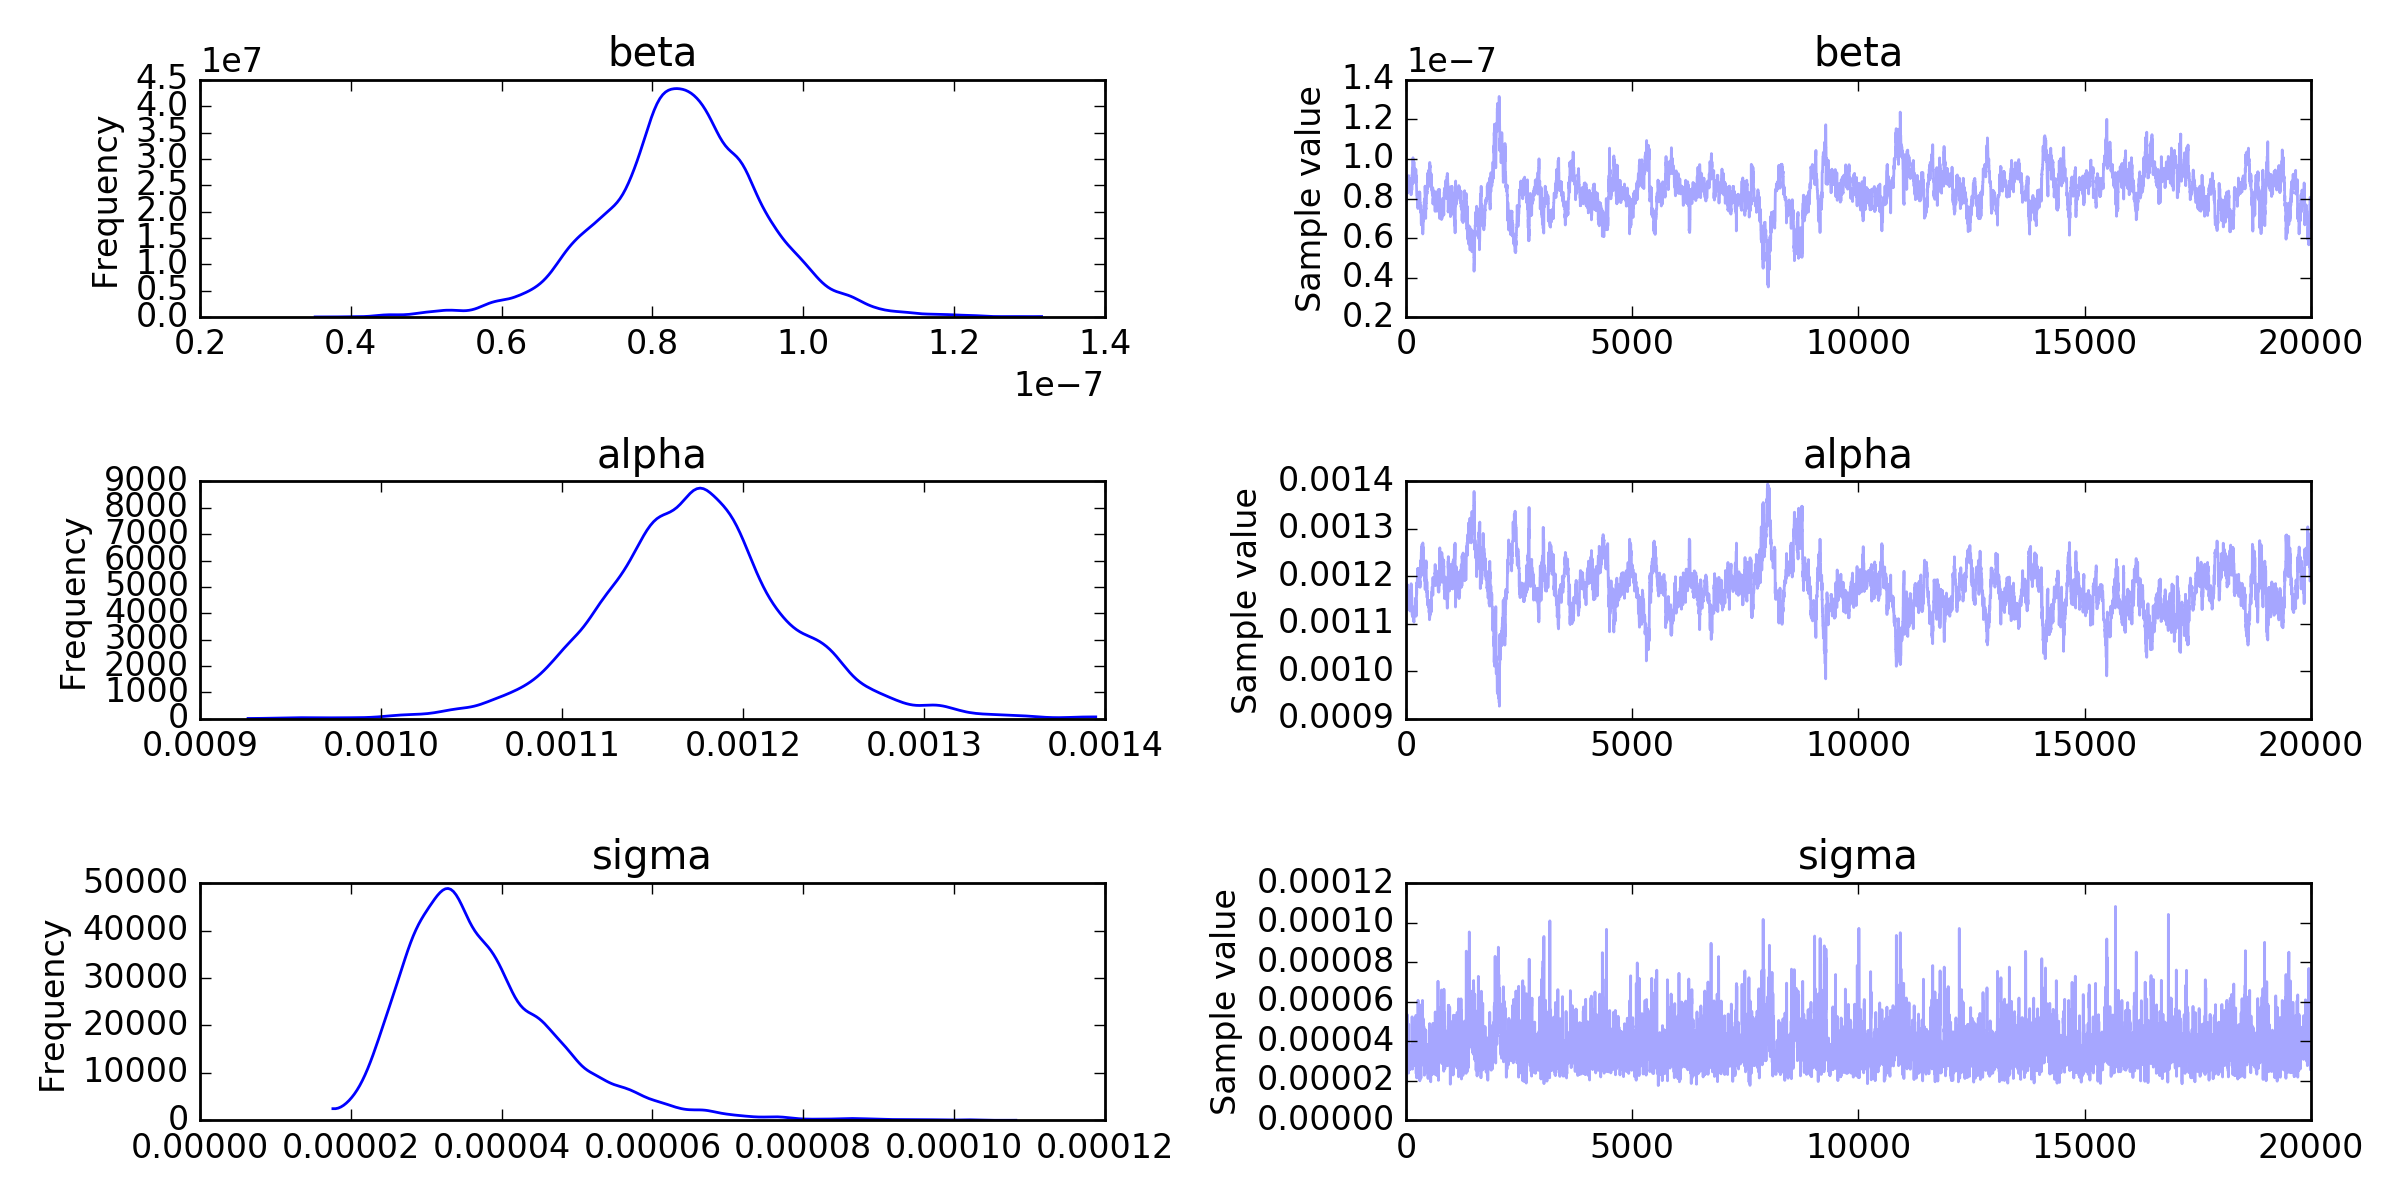 beta
1e7
4.5
4.0
3.5
3.0
2.5
2.0
1.5
1.0
0.5
0.0
Frequency
0.2 0.4 0.6 0.8 1.0 1.2 1.4
1e−7
beta
1e−7
1.4
1.2
1.0
0.8
0.6
0.4
0.2
Sample value
0 5000 10000 15000 20000
alpha
9000
8000
7000
6000
5000
4000
3000
2000
1000
0
Frequency
0.0009 0.0010 0.0011 0.0012 0.0013 0.0014
alpha
0.0014
0.0013
0.0012
0.0011
0.0010
0.0009
Sample value
0 5000 10000 15000 20000
sigma
50000
40000
30000
20000
10000
0
Frequency
0.00000 0.00002 0.00004 0.00006 0.00008 0.00010 0.00012
sigma
0.00012
0.00010
0.00008
0.00006
0.00004
0.00002
0.00000
Sample value
0 5000 10000 15000 20000